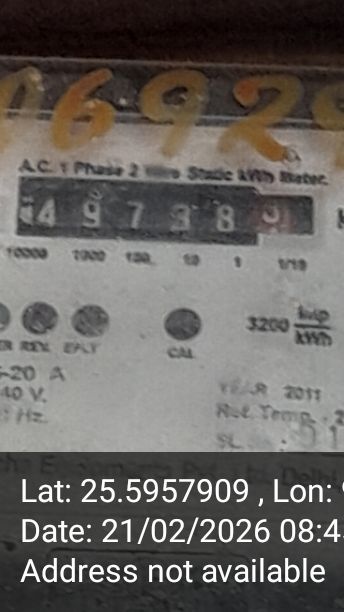 692
A.C. 1 Phase 2 Wire Static kWh Meter.
4 9 7 3 8
10000 1000 100 10 1 1/10
3200 imp/kWh
REV. E/LT
CAL
-20 A
40 V. YEAR 2011
Hz. Ref. Temp.
SL
Lat: 25.5957909 , Lon:
Date: 21/02/2026 08:4
Address not available